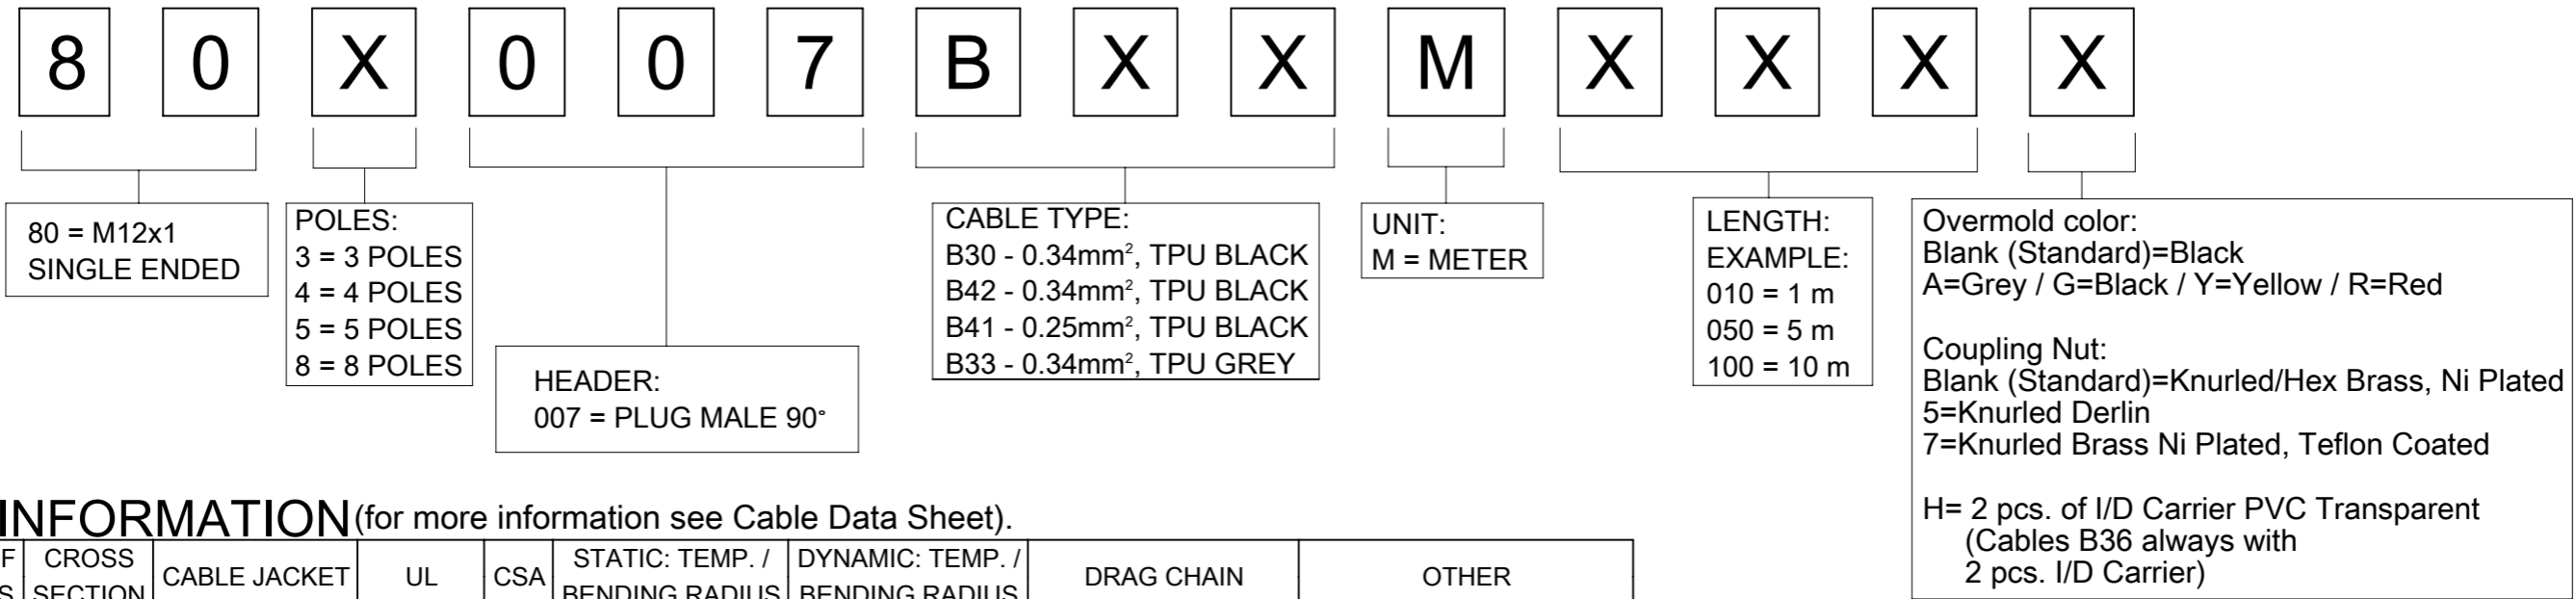 8 0 X 0 0 7 B X X M X X X X
80 = M12x1
SINGLE ENDED
POLES:
3 = 3 POLES
4 = 4 POLES
5 = 5 POLES
8 = 8 POLES
HEADER:
007 = PLUG MALE 90°
CABLE TYPE:
B30 - 0.34mm², TPU BLACK
B42 - 0.34mm², TPU BLACK
B41 - 0.25mm², TPU BLACK
B33 - 0.34mm², TPU GREY
UNIT:
M = METER
LENGTH:
EXAMPLE:
010 = 1 m
050 = 5 m
100 = 10 m
Overmold color:
Blank (Standard)=Black
A=Grey / G=Black / Y=Yellow / R=Red
Coupling Nut:
Blank (Standard)=Knurled/Hex Brass, Ni Plated
5=Knurled Derlin
7=Knurled Brass Ni Plated, Teflon Coated
H= 2 pcs. of I/D Carrier PVC Transparent
(Cables B36 always with
2 pcs. I/D Carrier)
INFORMATION (for more information see Cable Data Sheet).
F
S
CROSS
SECTION
CABLE JACKET
UL
CSA
STATIC: TEMP. /
BENDING RADIUS
DYNAMIC: TEMP. /
BENDING RADIUS
DRAG CHAIN
OTHER